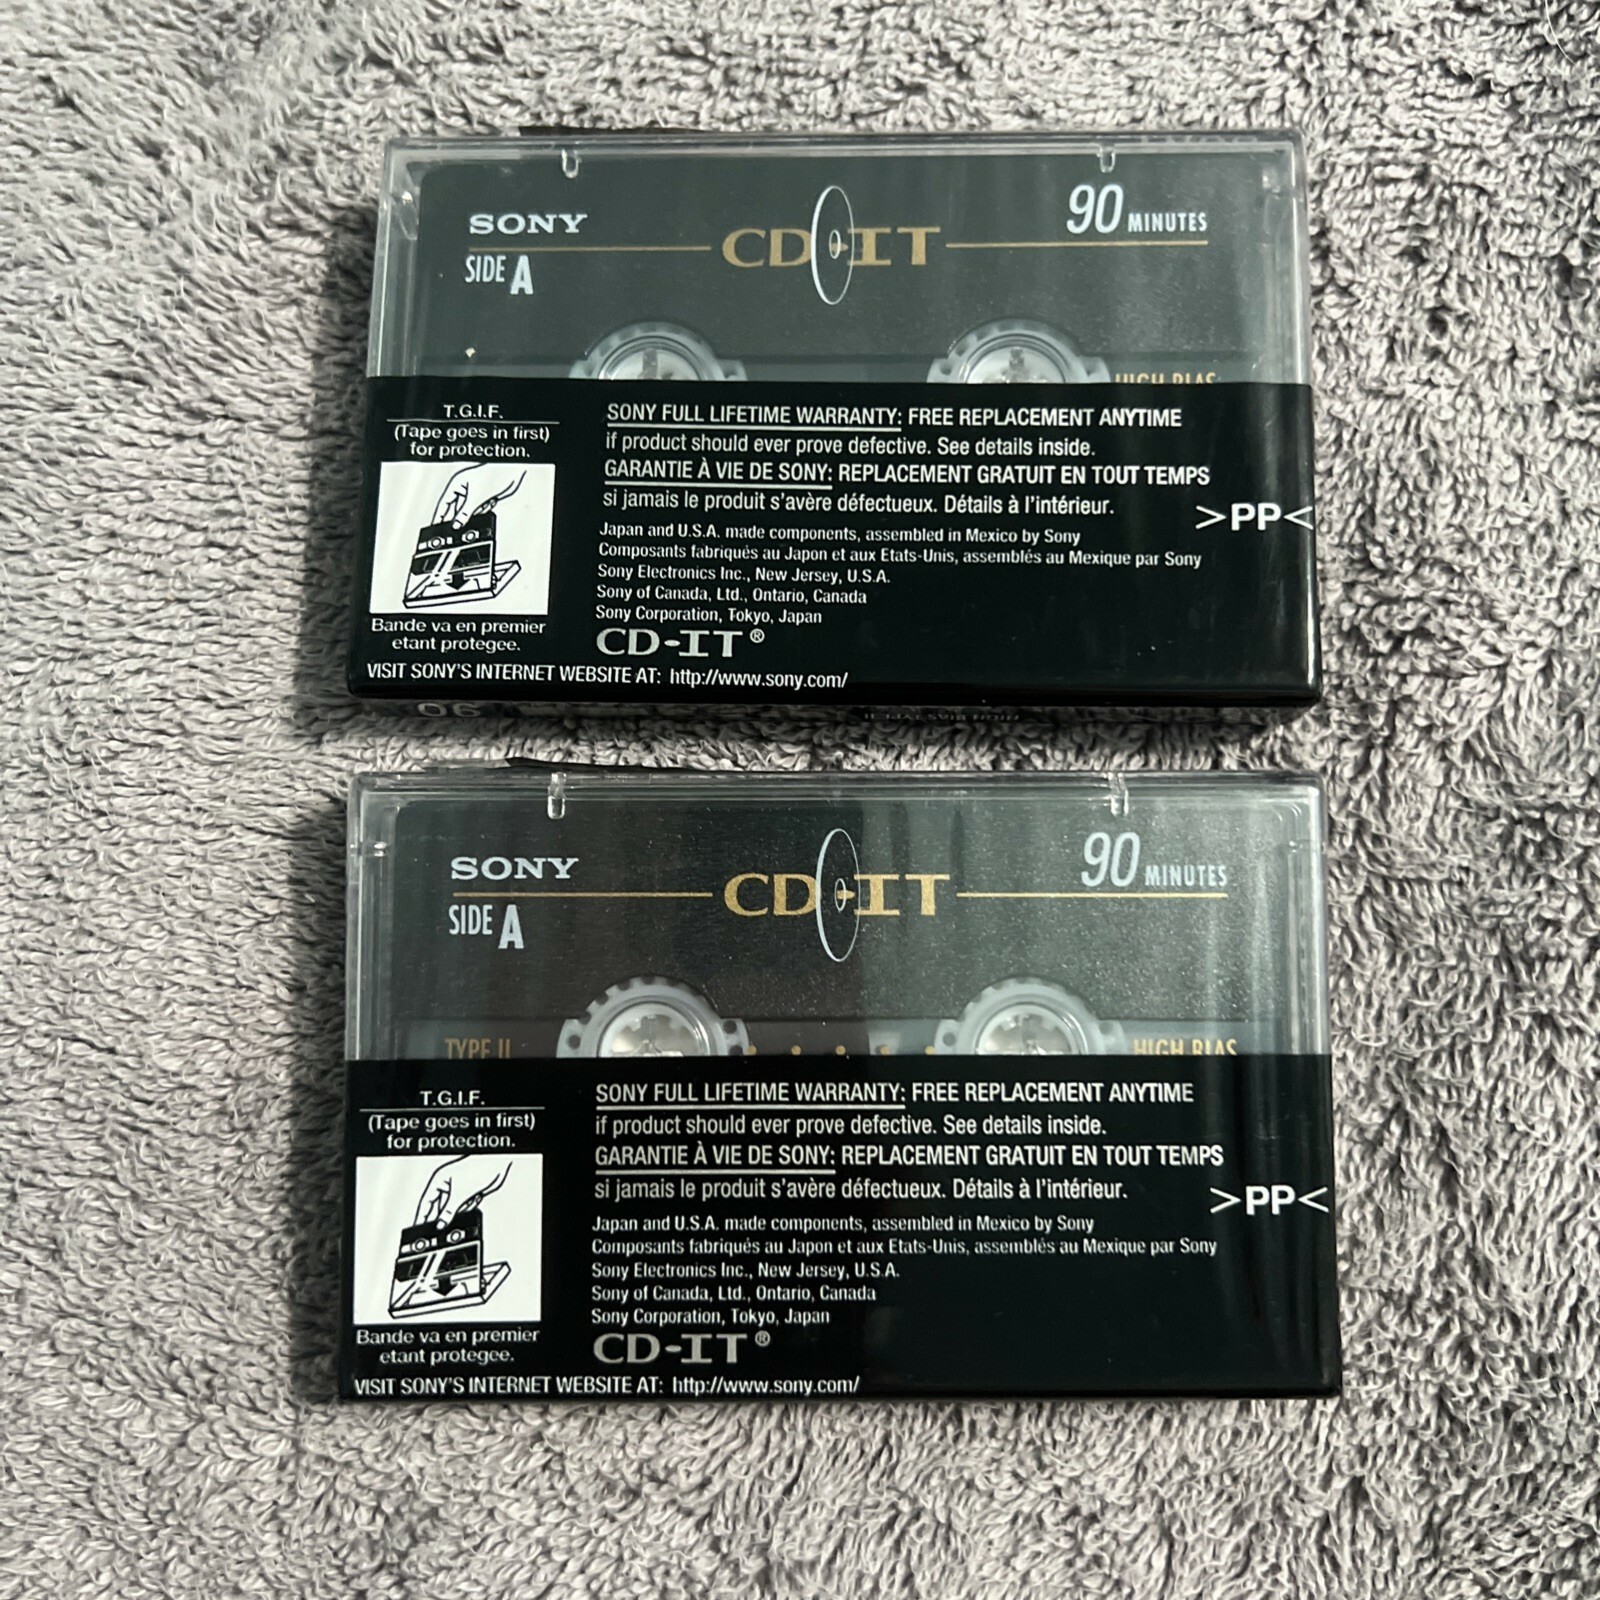 SONY CD-IT 90 MINUTES
SIDE A
HIGH BIAS
T.G.I.F.
(Tape goes in first)
for protection.
Bande va en premier
etant protegee.
SONY FULL LIFETIME WARRANTY: FREE REPLACEMENT ANYTIME
if product should ever prove defective. See details inside.
GARANTIE À VIE DE SONY: REPLACEMENT GRATUIT EN TOUT TEMPS
si jamais le produit s'avère défectueux. Détails à l'intérieur.
>PP<
Japan and U.S.A. made components, assembled in Mexico by Sony
Composants fabriqués au Japon et aux Etats-Unis, assemblés au Mexique par Sony
Sony Electronics Inc., New Jersey, U.S.A.
Sony of Canada, Ltd., Ontario, Canada
Sony Corporation, Tokyo, Japan
CD-IT®
VISIT SONY'S INTERNET WEBSITE AT: http://www.sony.com/
90 HIGH BIAS TYPE II
SONY CD-IT 90 MINUTES
SIDE A
TYPE II HIGH BIAS
T.G.I.F.
(Tape goes in first)
for protection.
Bande va en premier
etant protegee.
SONY FULL LIFETIME WARRANTY: FREE REPLACEMENT ANYTIME
if product should ever prove defective. See details inside.
GARANTIE À VIE DE SONY: REPLACEMENT GRATUIT EN TOUT TEMPS
si jamais le produit s'avère défectueux. Détails à l'intérieur.
>PP<
Japan and U.S.A. made components, assembled in Mexico by Sony
Composants fabriqués au Japon et aux Etats-Unis, assemblés au Mexique par Sony
Sony Electronics Inc., New Jersey, U.S.A.
Sony of Canada, Ltd., Ontario, Canada
Sony Corporation, Tokyo, Japan
CD-IT®
VISIT SONY'S INTERNET WEBSITE AT: http://www.sony.com/